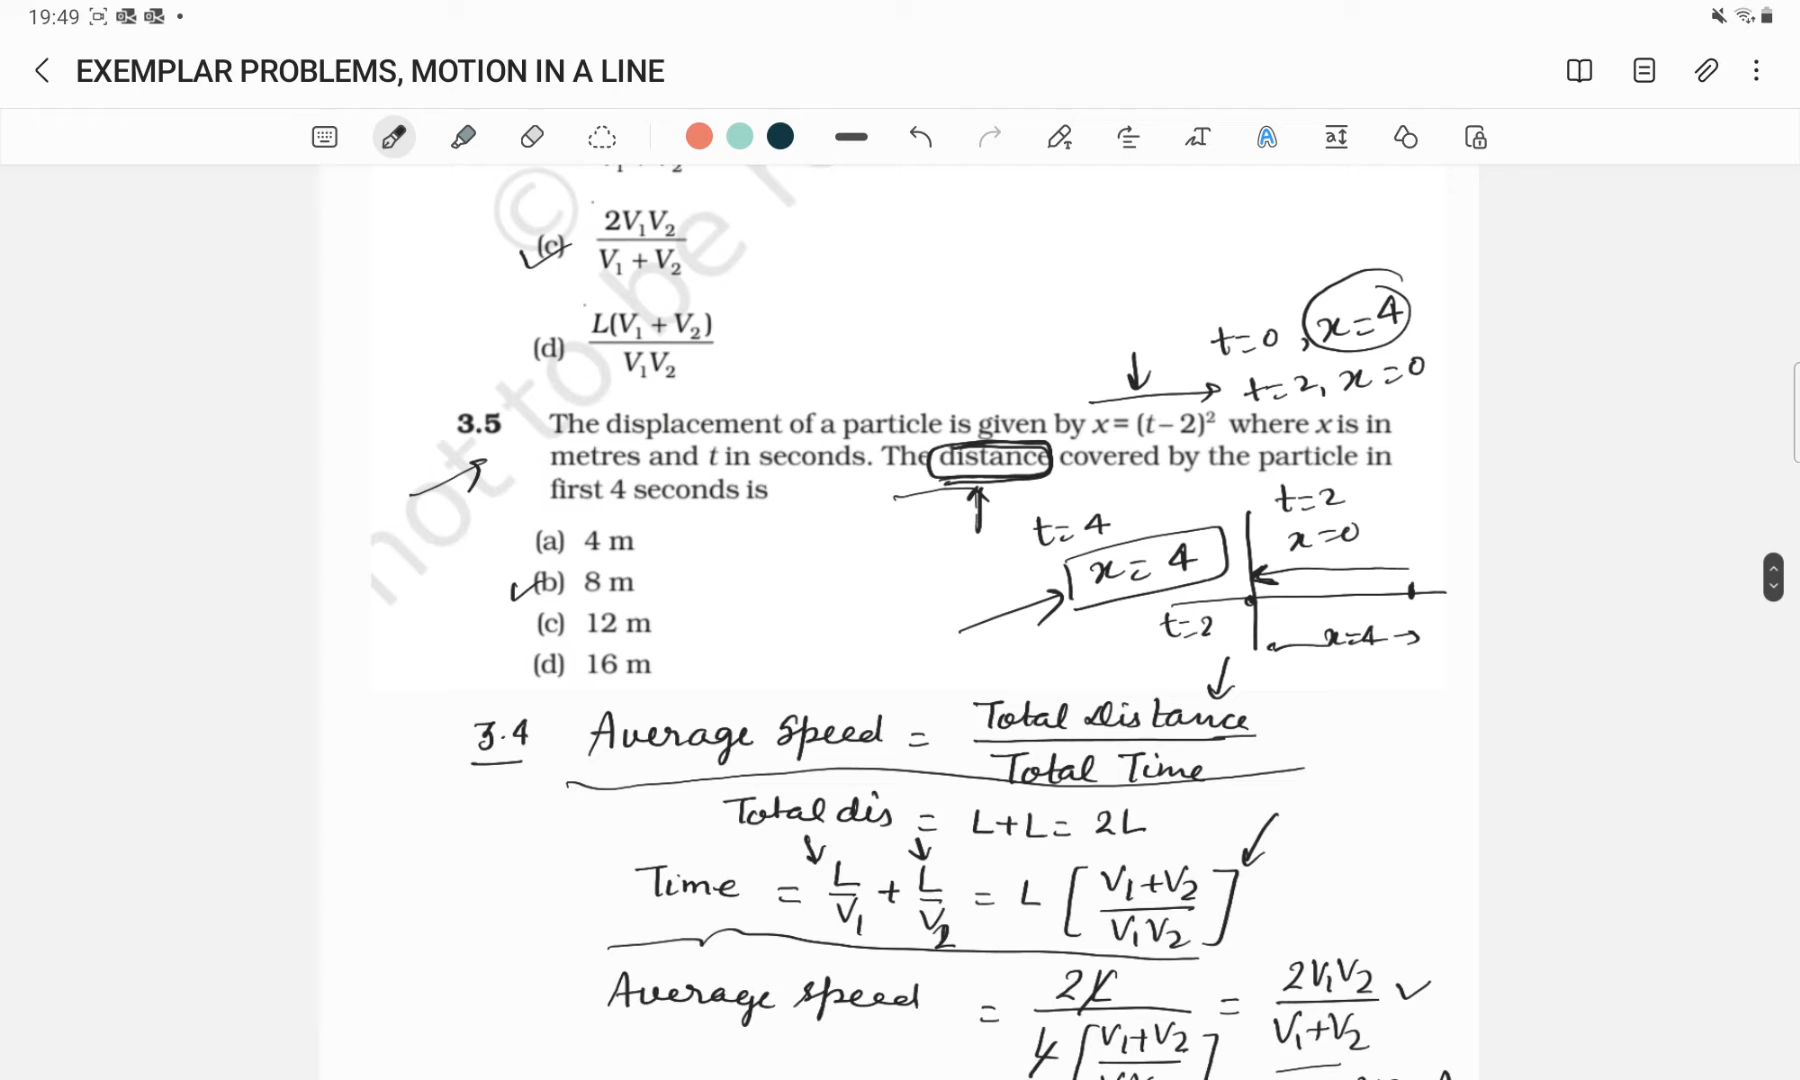 19:49
EXEMPLAR PROBLEMS, MOTION IN A LINE
(c) 2V₁V₂ / V₁ + V₂
(d) L(V₁ + V₂) / V₁V₂
t=0, x=4
t=2, x=0
3.5 The displacement of a particle is given by x = (t – 2)² where x is in
metres and t in seconds. The distance covered by the particle in
first 4 seconds is
(a) 4 m
(b) 8 m
(c) 12 m
(d) 16 m
t=4
x=4
t=2
x=0
t=2
x=4
© not to be r
3.4 Average Speed = Total Distance / Total Time
Total dis = L+L = 2L
Time = L/V₁ + L/V₂ = L [V₁+V₂ / V₁V₂]
Average speed = 2L / L [V₁+V₂ = 2V₁V₂ / V₁+V₂